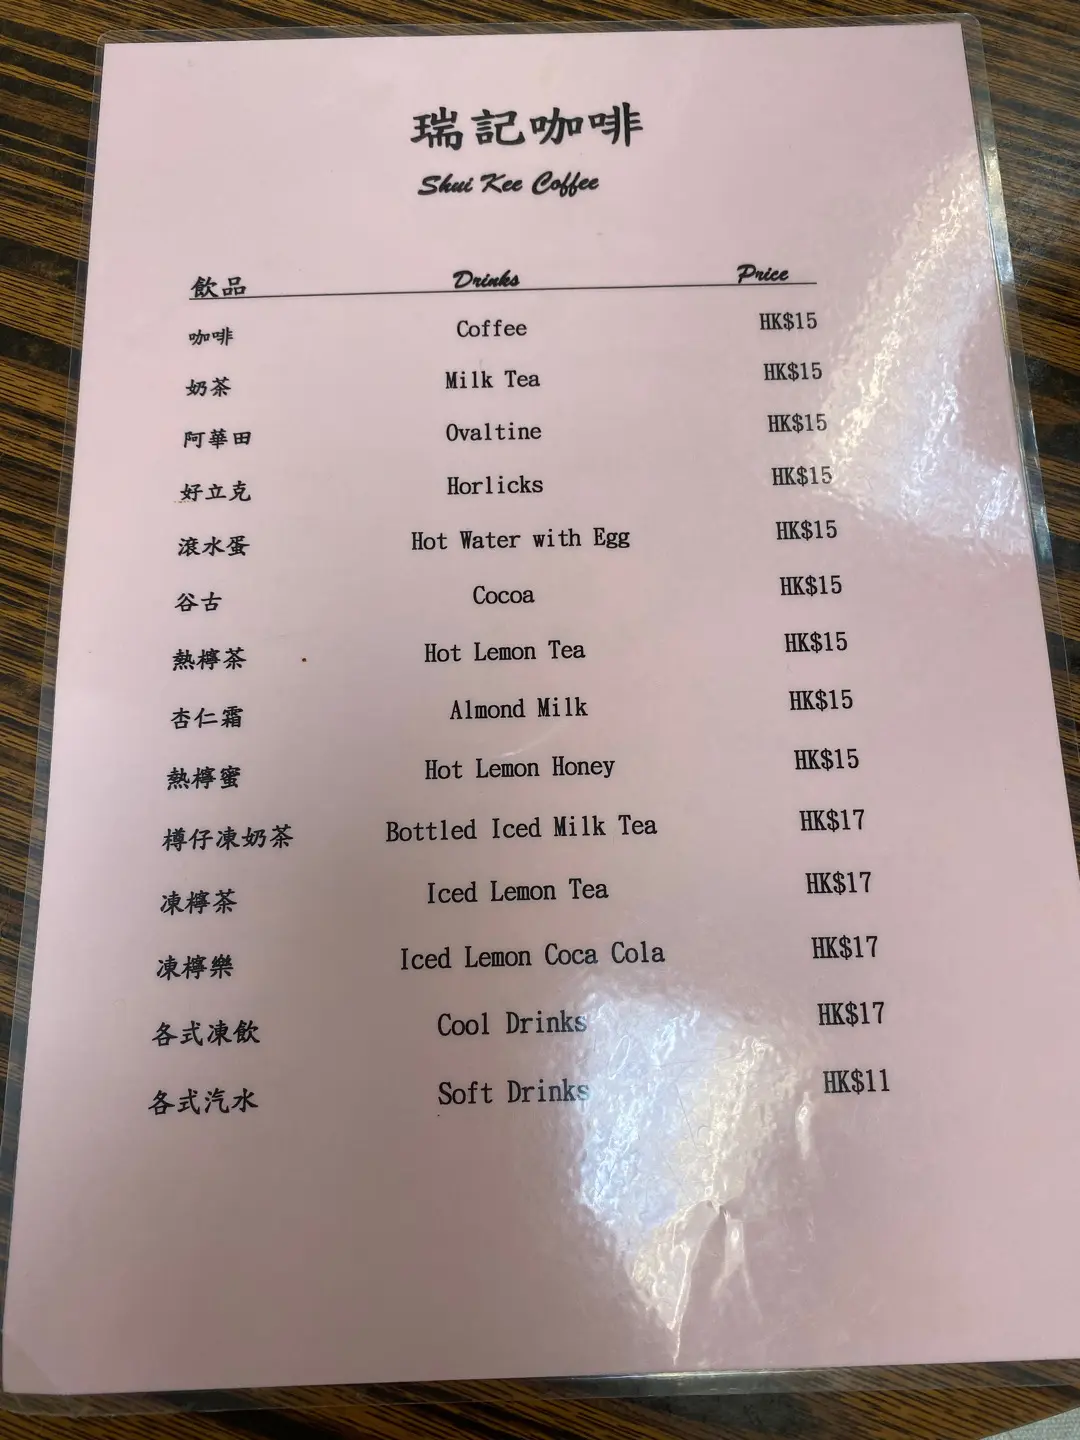 瑞記咖啡
Shui Kee Coffee
飲品 Drinks Price
咖啡 Coffee HK$15
奶茶 Milk Tea HK$15
阿華田 Ovaltine HK$15
好立克 Horlicks HK$15
滾水蛋 Hot Water with Egg HK$15
谷古 Cocoa HK$15
熱檸茶 Hot Lemon Tea HK$15
杏仁霜 Almond Milk HK$15
熱檸蜜 Hot Lemon Honey HK$15
樽仔凍奶茶 Bottled Iced Milk Tea HK$17
凍檸茶 Iced Lemon Tea HK$17
凍檸樂 Iced Lemon Coca Cola HK$17
各式凍飲 Cool Drinks HK$17
各式汽水 Soft Drinks HK$11